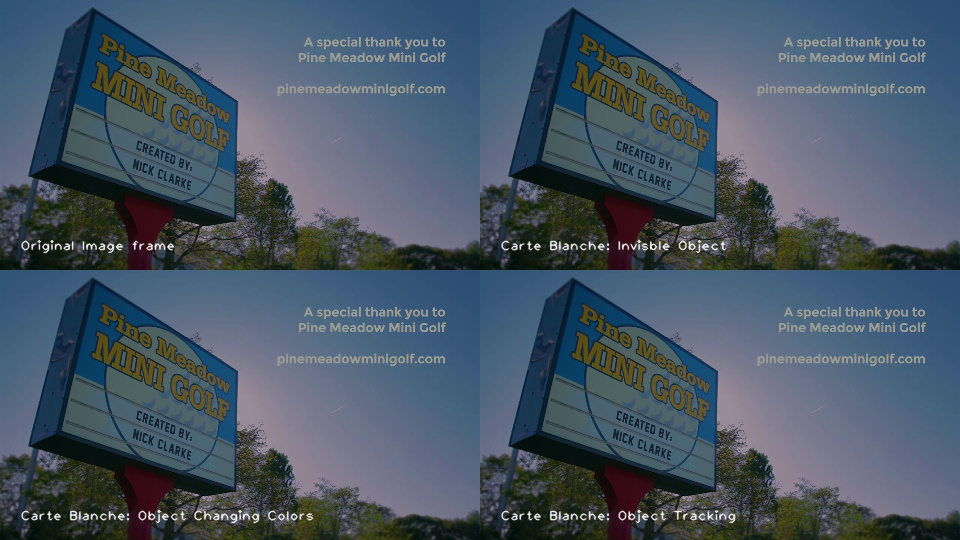 A special thank you to
Pine Meadow Mini Golf
pinemeadowminigolf.com
Pine Meadow
MINI GOLF
CREATED BY:
NICK CLARKE
Original Image frame
A special thank you to
Pine Meadow Mini Golf
pinemeadowminigolf.com
Pine Meadow
MINI GOLF
CREATED BY:
NICK CLARKE
Carte Blanche: Invisble Object
A special thank you to
Pine Meadow Mini Golf
pinemeadowminigolf.com
Pine Meadow
MINI GOLF
CREATED BY:
NICK CLARKE
Carte Blanche: Object Changing Colors
A special thank you to
Pine Meadow Mini Golf
pinemeadowminigolf.com
Pine Meadow
MINI GOLF
CREATED BY:
NICK CLARKE
Carte Blanche: Object Tracking